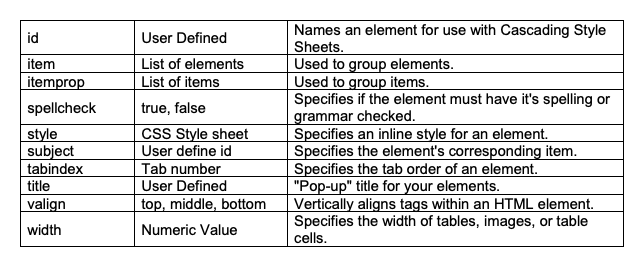 id User Defined Names an element for use with Cascading Style
Sheets.
item List of elements Used to group elements.
itemprop List of items Used to group items.
spellcheck true, false Specifies if the element must have it's spelling or
grammar checked.
style CSS Style sheet Specifies an inline style for an element.
subject User define id Specifies the element's corresponding item.
tabindex Tab number Specifies the tab order of an element.
title User Defined "Pop-up" title for your elements.
valign top, middle, bottom Vertically aligns tags within an HTML element.
width Numeric Value Specifies the width of tables, images, or table
cells.